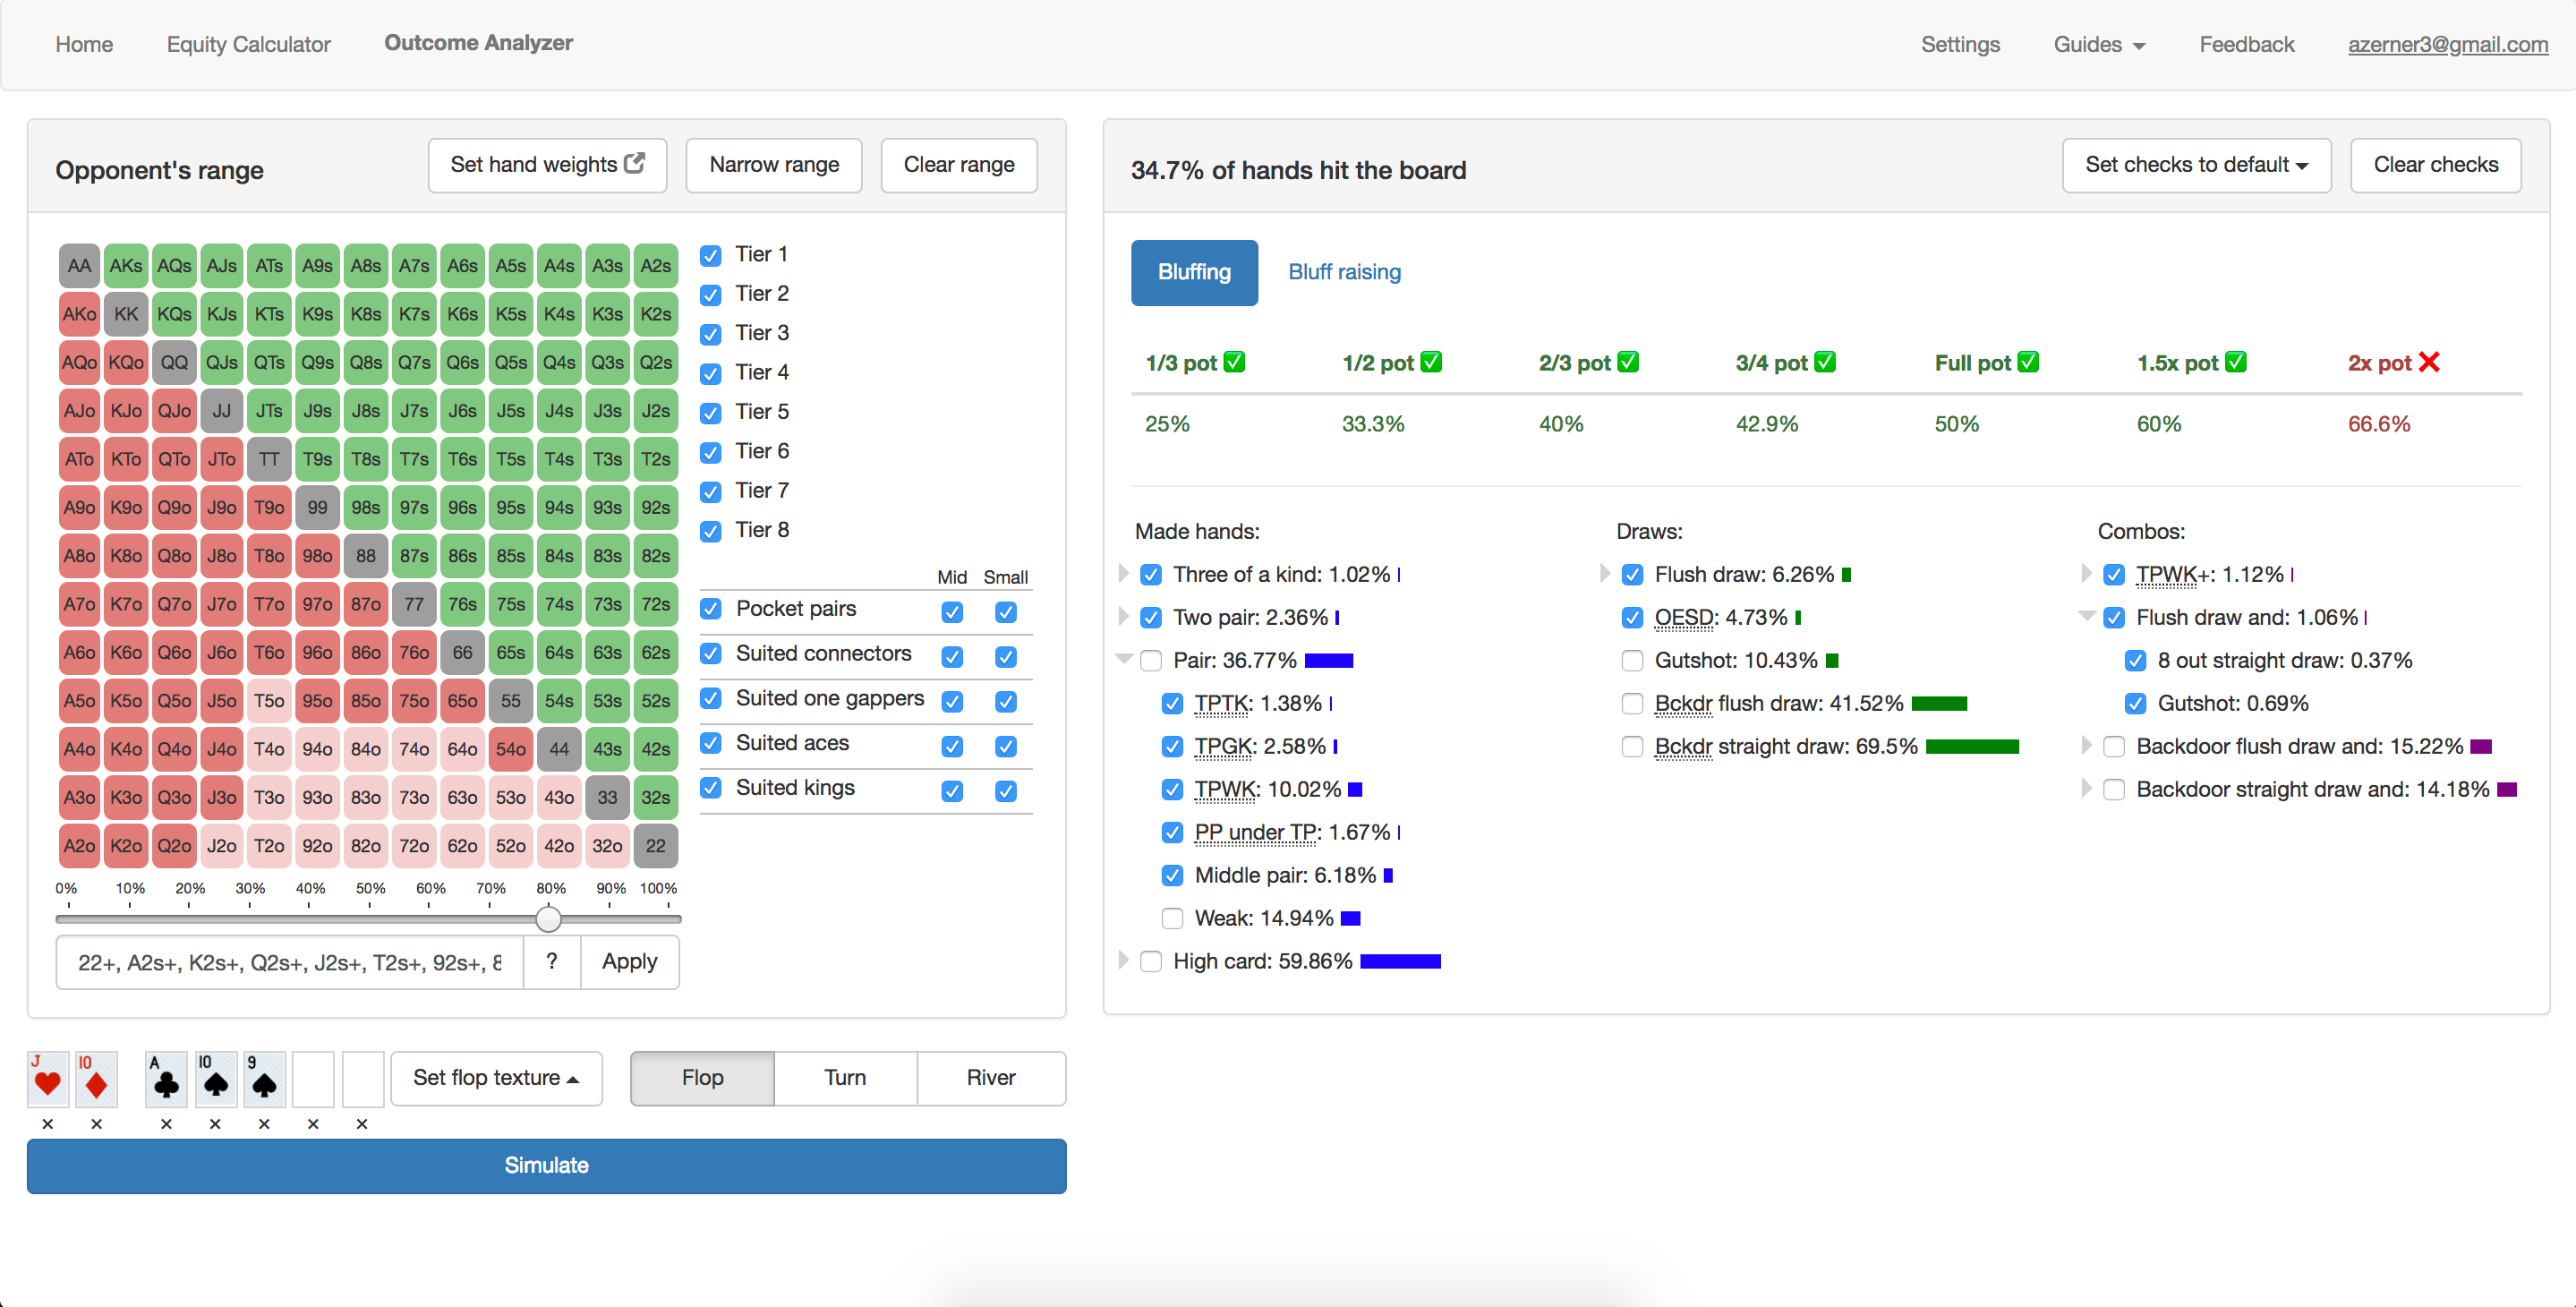 Home Equity Calculator Outcome Analyzer Settings Guides Feedback azerner3@gmail.com
Opponent's range Set hand weights Narrow range Clear range
AA AKs AQs AJs ATs A9s A8s A7s A6s A5s A4s A3s A2s
AKo KK KQs KJs KTs K9s K8s K7s K6s K5s K4s K3s K2s
AQo KQo QQ QJs QTs Q9s Q8s Q7s Q6s Q5s Q4s Q3s Q2s
AJo KJo QJo JJ JTs J9s J8s J7s J6s J5s J4s J3s J2s
ATo KTo QTo JTo TT T9s T8s T7s T6s T5s T4s T3s T2s
A9o K9o Q9o J9o T9o 99 98s 97s 96s 95s 94s 93s 92s
A8o K8o Q8o J8o T8o 98o 88 87s 86s 85s 84s 83s 82s
A7o K7o Q7o J7o T7o 97o 87o 77 76s 75s 74s 73s 72s
A6o K6o Q6o J6o T6o 96o 86o 76o 66 65s 64s 63s 62s
A5o K5o Q5o J5o T5o 95o 85o 75o 65o 55 54s 53s 52s
A4o K4o Q4o J4o T4o 94o 84o 74o 64o 54o 44 43s 42s
A3o K3o Q3o J3o T3o 93o 83o 73o 63o 53o 43o 33 32s
A2o K2o Q2o J2o T2o 92o 82o 72o 62o 52o 42o 32o 22
0% 10% 20% 30% 40% 50% 60% 70% 80% 90% 100%
22+, A2s+, K2s+, Q2s+, J2s+, T2s+, 92s+, 8 ? Apply
Tier 1
Tier 2
Tier 3
Tier 4
Tier 5
Tier 6
Tier 7
Tier 8
Mid Small
Pocket pairs
Suited connectors
Suited one gappers
Suited aces
Suited kings
J 10 A 10 9 Set flop texture Flop Turn River
× × × × × × ×
Simulate
34.7% of hands hit the board Set checks to default Clear checks
Bluffing Bluff raising
1/3 pot 1/2 pot 2/3 pot 3/4 pot Full pot 1.5x pot 2x pot
25% 33.3% 40% 42.9% 50% 60% 66.6%
Made hands:
Three of a kind: 1.02%
Two pair: 2.36%
Pair: 36.77%
TPTK: 1.38%
TPGK: 2.58%
TPWK: 10.02%
PP under TP: 1.67%
Middle pair: 6.18%
Weak: 14.94%
High card: 59.86%
Draws:
Flush draw: 6.26%
OESD: 4.73%
Gutshot: 10.43%
Bckdr flush draw: 41.52%
Bckdr straight draw: 69.5%
Combos:
TPWK+: 1.12%
Flush draw and: 1.06%
8 out straight draw: 0.37%
Gutshot: 0.69%
Backdoor flush draw and: 15.22%
Backdoor straight draw and: 14.18%